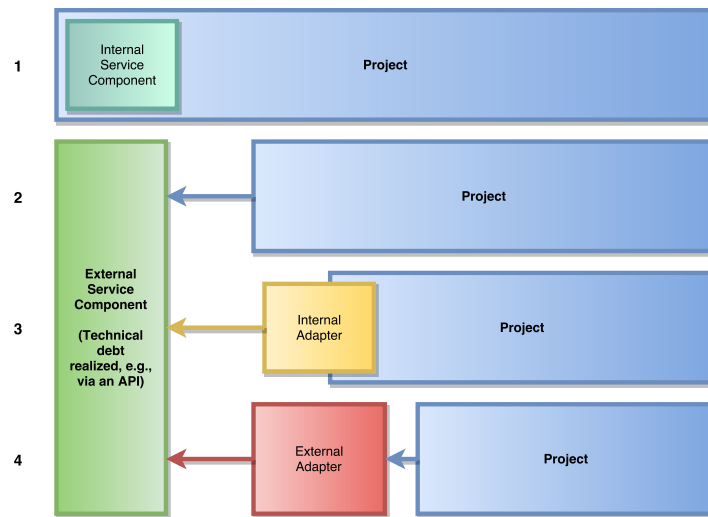 1
Internal
Service
Component
Project
2
Project
External
Service
Component
(Technical
debt
realized, e.g.,
via an API)
3
Internal
Adapter
Project
4
External
Adapter
Project